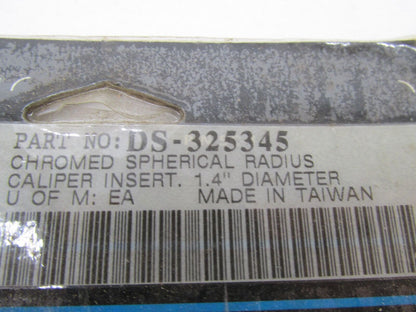 PART NO: DS-325345
CHROMED SPHERICAL RADIUS
CALIPER INSERT. 1.4" DIAMETER
U OF M: EA MADE IN TAIWAN